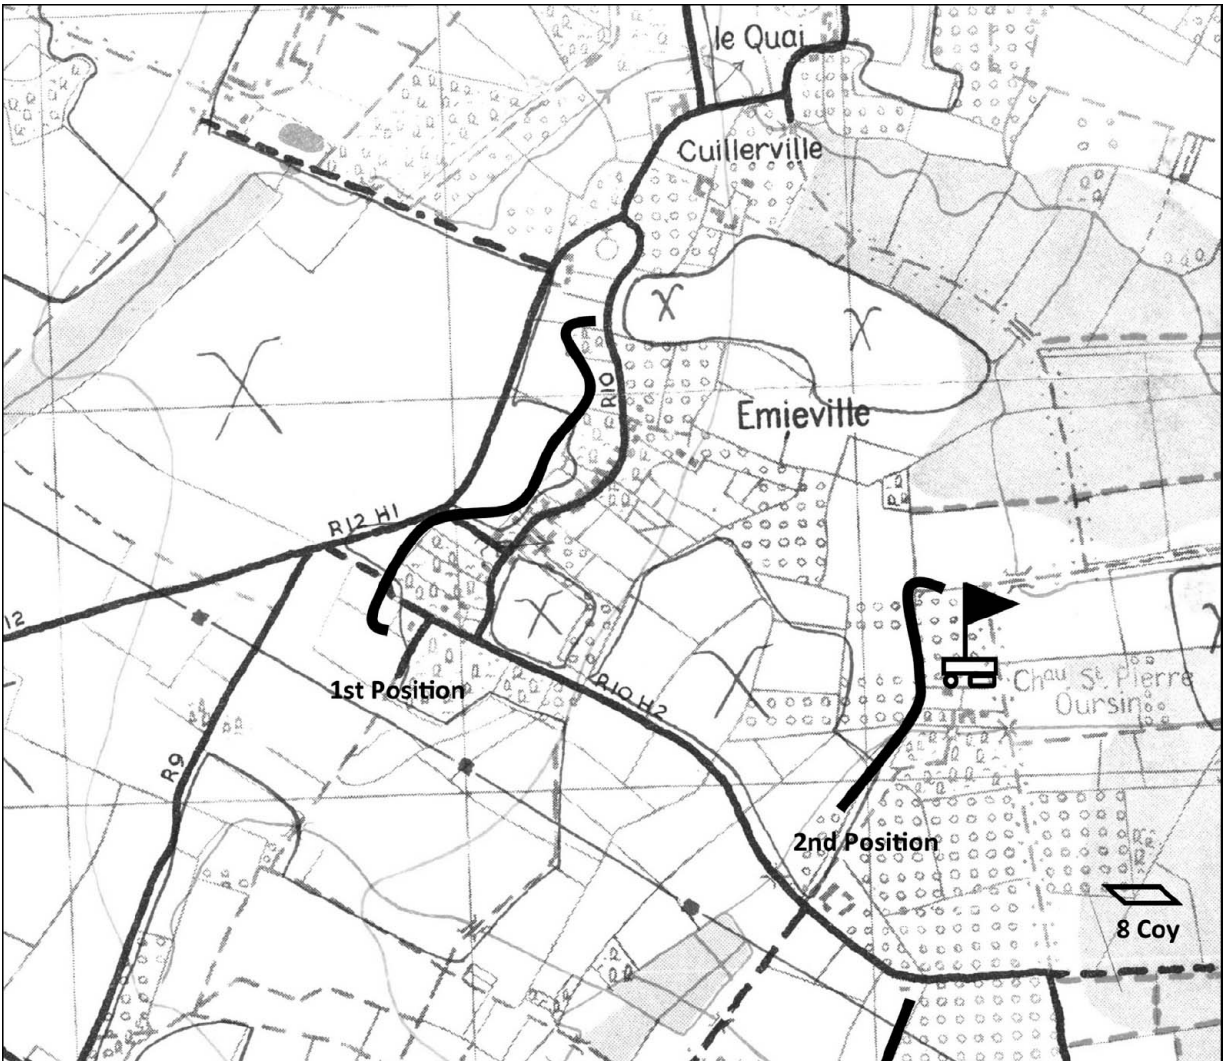 le Quai
Cuillerville
R10
Emieville
R12 H1
12
1st Position
R10 H2
Chau St Pierre
Oursin
R9
2nd Position
8 Coy